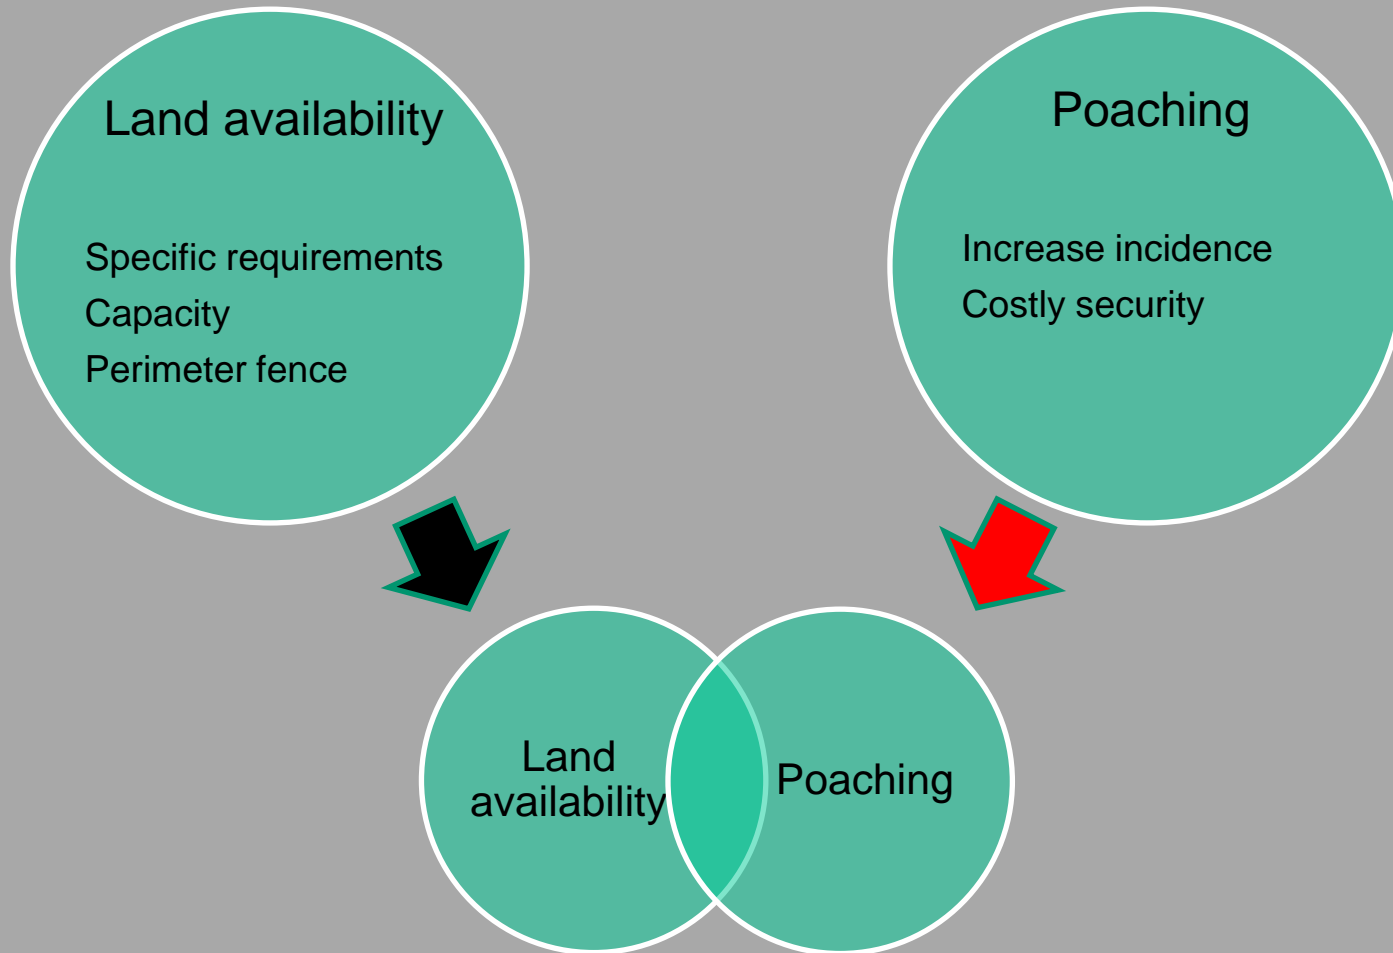 Land availability
Specific requirements
Capacity
Perimeter fence
Poaching
Increase incidence
Costly security
Land
availability
Poaching